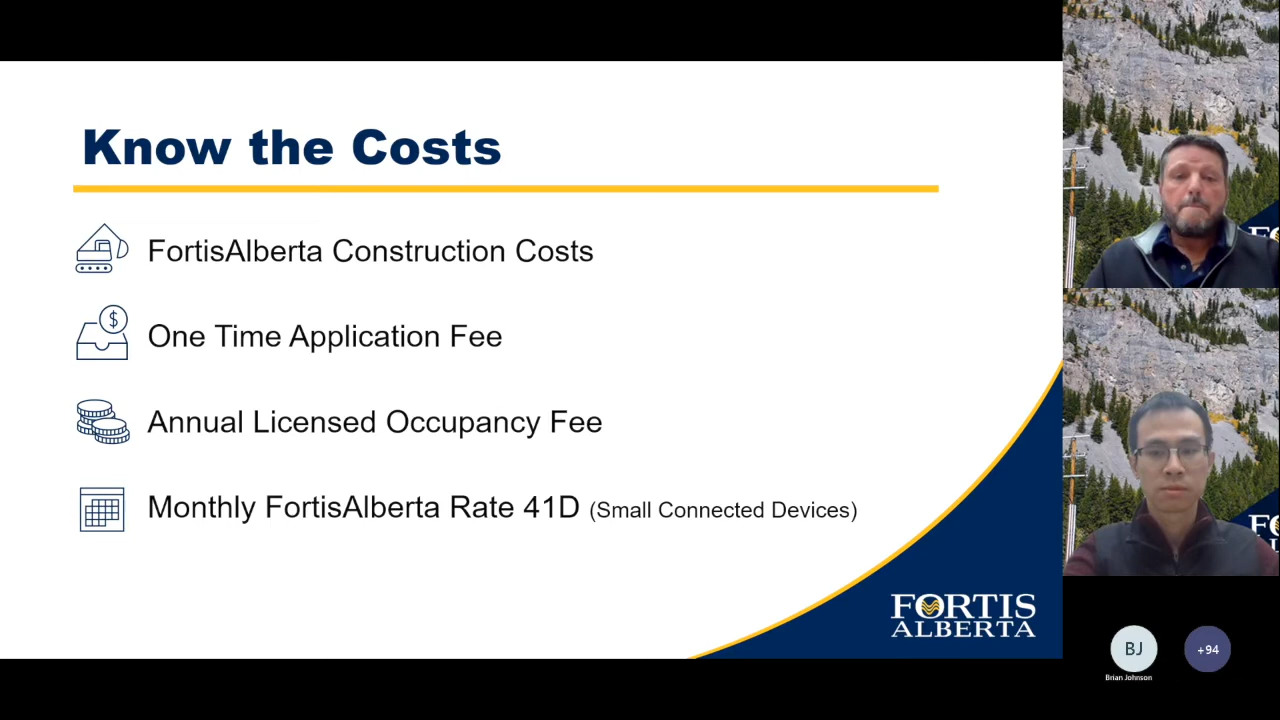 Know the Costs
FortisAlberta Construction Costs
$
One Time Application Fee
Annual Licensed Occupancy Fee
Monthly FortisAlberta Rate 41D (Small Connected Devices)
FORTIS
ALBERTA
BJ
+94
Brian Johnson